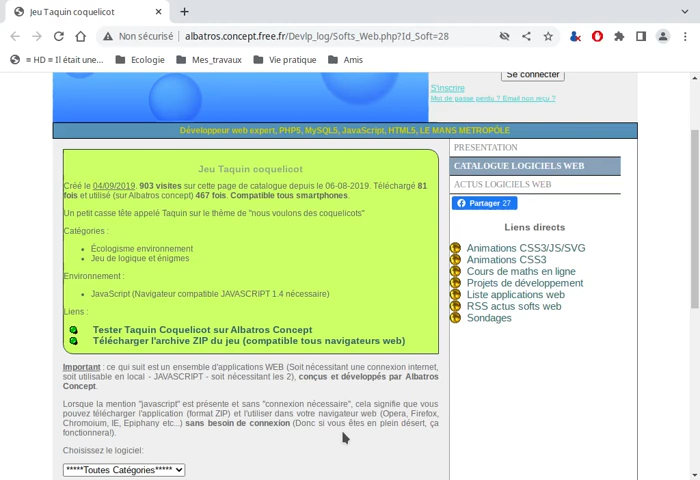 Jeu Taquin coquelicot
Non sécurisé
albatros.concept.free.fr/Devlp_log/Softs_Web.php?Id_Soft=28
= HD = Il était une...
Ecologie
Mes_travaux
Vie pratique
Amis
Se connecter
S'inscrire
Mot de passe perdu ? Email non reçu ?
Développeur web expert, PHP5, MySQL5, JavaScript, HTML5, LE MANS METROPOLE
Jeu Taquin coquelicot
Créé le 04/09/2019. 903 visites sur cette page de catalogue depuis le 06-08-2019. Téléchargé 81
fois et utilisé (sur Albatros concept) 467 fois. Compatible tous smartphones.
Un petit casse tête appelé Taquin sur le thème de "nous voulons des coquelicots"
Catégories :
Écologisme environnement
Jeu de logique et énigmes
Environnement :
JavaScript (Navigateur compatible JAVASCRIPT 1.4 nécessaire)
Liens :
Tester Taquin Coquelicot sur Albatros Concept
Télécharger l'archive ZIP du jeu (compatible tous navigateurs web)
Important : ce qui suit est un ensemble d'applications WEB (Soit nécessitant une connexion internet,
soit utilisable en local - JAVASCRIPT - soit nécessitant les 2), conçus et développés par Albatros
Concept.
Lorsque la mention "javascript" est présente et sans "connexion nécessaire", cela signifie que vous
pouvez télécharger l'application (format ZIP) et l'utiliser dans votre navigateur web (Opera, Firefox,
Chromoium, IE, Epiphany etc...) sans besoin de connection (Donc si vous êtes en plein désert, ça
fonctionnera!).
Choisissez le logiciel:
*****Toutes Catégories*****
PRESENTATION
CATALOGUE LOGICIELS WEB
ACTUS LOGICIELS WEB
Partager 27
Liens directs
Animations CSS3/JS/SVG
Animations CSS3
Cours de maths en ligne
Projets de développement
Liste applications web
RSS actus softs web
Sondages